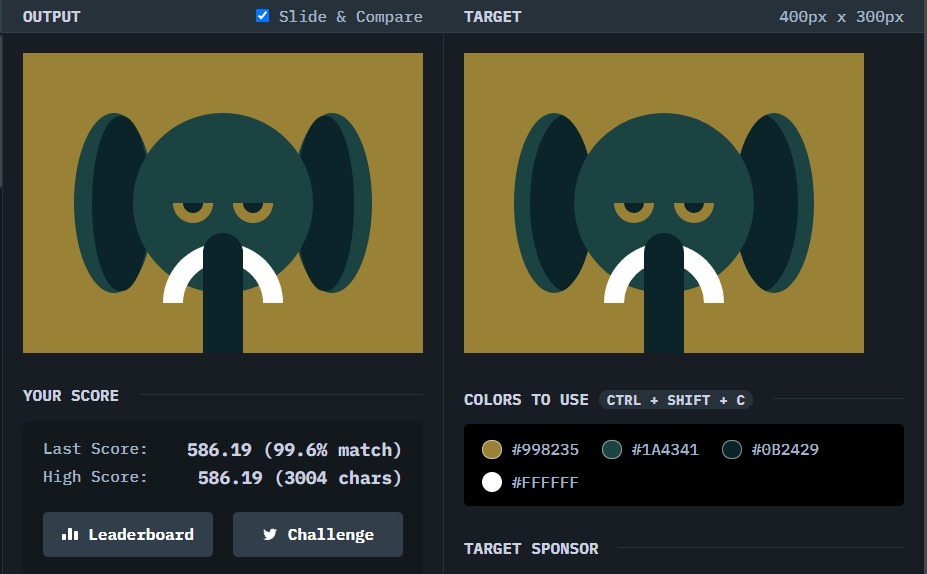 OUTPUT
Slide & Compare
TARGET
400px x 300px
YOUR SCORE
Last Score: 586.19 (99.6% match)
High Score: 586.19 (3004 chars)
Leaderboard
Challenge
COLORS TO USE CTRL + SHIFT + C
#998235 #1A4341 #0B2429
#FFFFFF
TARGET SPONSOR